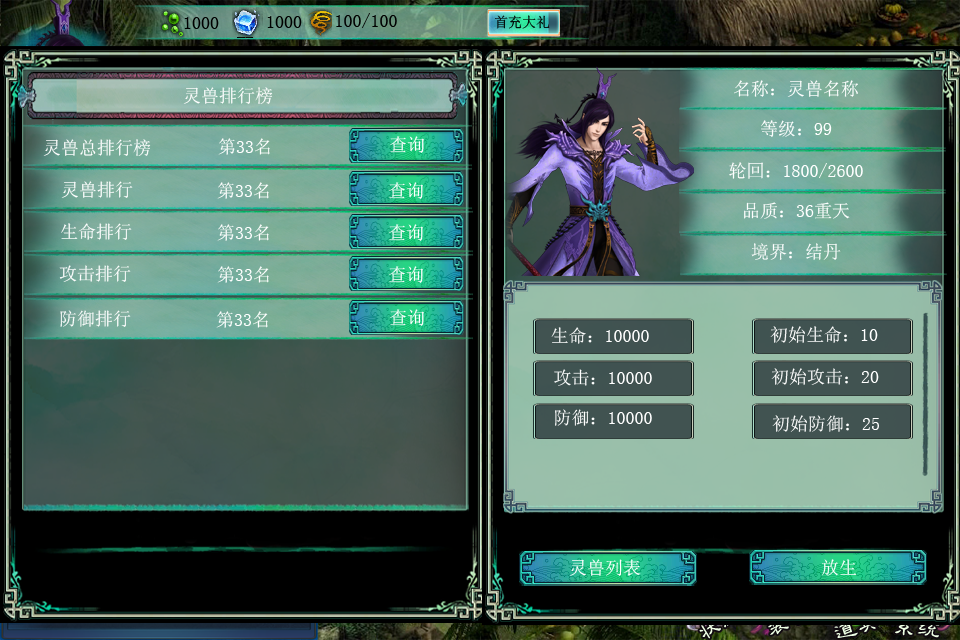 1000 1000 100/100 首充大礼
灵兽排行榜
灵兽总排行榜 第33名 查询
灵兽排行 第33名 查询
生命排行 第33名 查询
攻击排行 第33名 查询
防御排行 第33名 查询
名称：灵兽名称
等级：99
轮回：1800/2600
品质：36重天
境界：结丹
生命：10000 初始生命：10
攻击：10000 初始攻击：20
防御：10000 初始防御：25
灵兽列表 放生